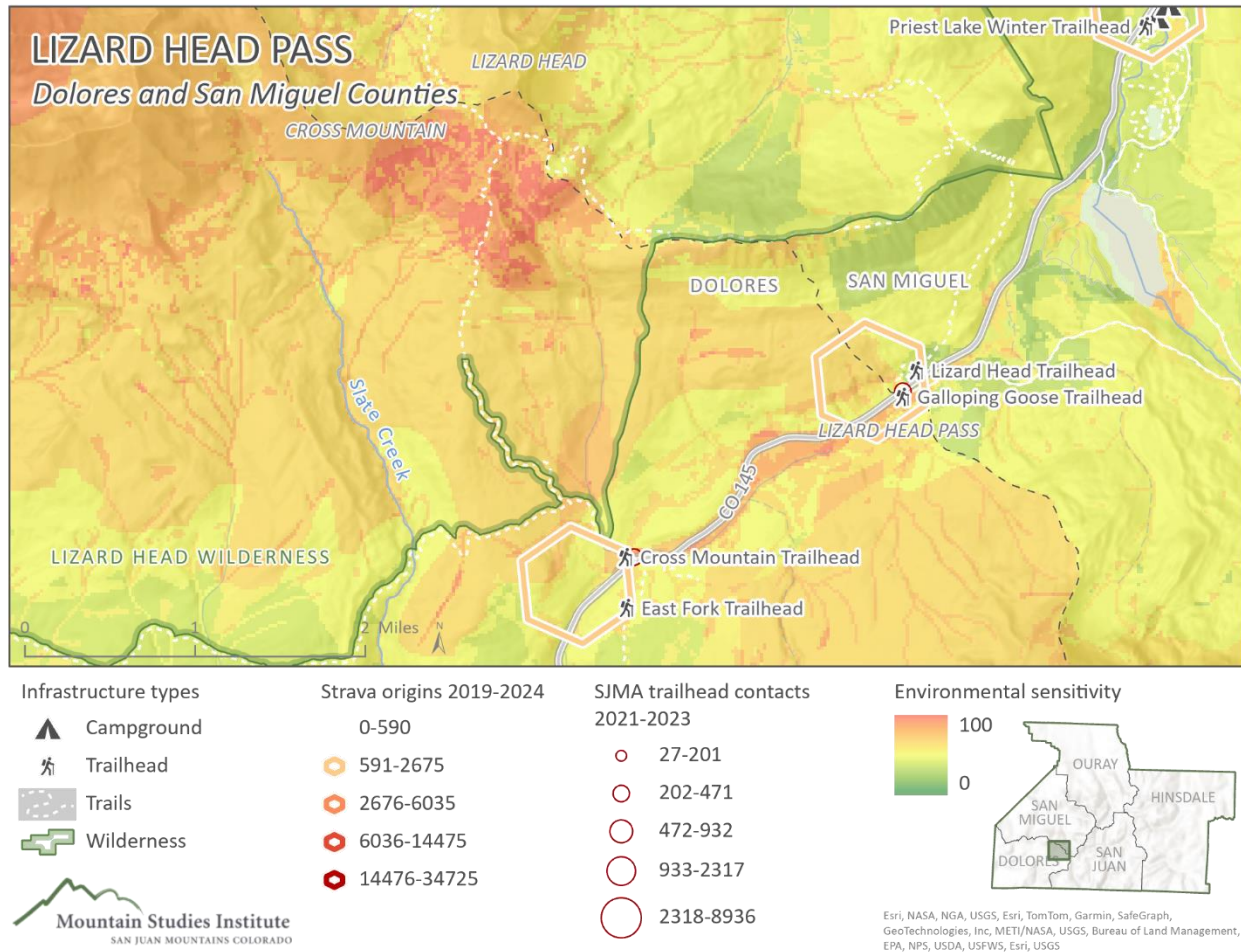 LIZARD HEAD PASS
Dolores and San Miguel Counties
Priest Lake Winter Trailhead
LIZARD HEAD
CROSS MOUNTAIN
DOLORES
SAN MIGUEL
Lizard Head Trailhead
Galloping Goose Trailhead
LIZARD HEAD PASS
Slate Creek
CO-145
LIZARD HEAD WILDERNESS
Cross Mountain Trailhead
East Fork Trailhead
0 1 2 Miles
N
Infrastructure types
Campground
Trailhead
Trails
Wilderness
Mountain Studies Institute
SAN JUAN MOUNTAINS COLORADO
Strava origins 2019-2024
0-590
591-2675
2676-6035
6036-14475
14476-34725
SJMA trailhead contacts
2021-2023
27-201
202-471
472-932
933-2317
2318-8936
Environmental sensitivity
100
0
OURAY
HINSDALE
SAN
MIGUEL
DOLORES
SAN
JUAN
Esri, NASA, NGA, USGS, Esri, TomTom, Garmin, SafeGraph,
GeoTechnologies, Inc, METI/NASA, USGS, Bureau of Land Management,
EPA, NPS, USDA, USFWS, Esri, USGS